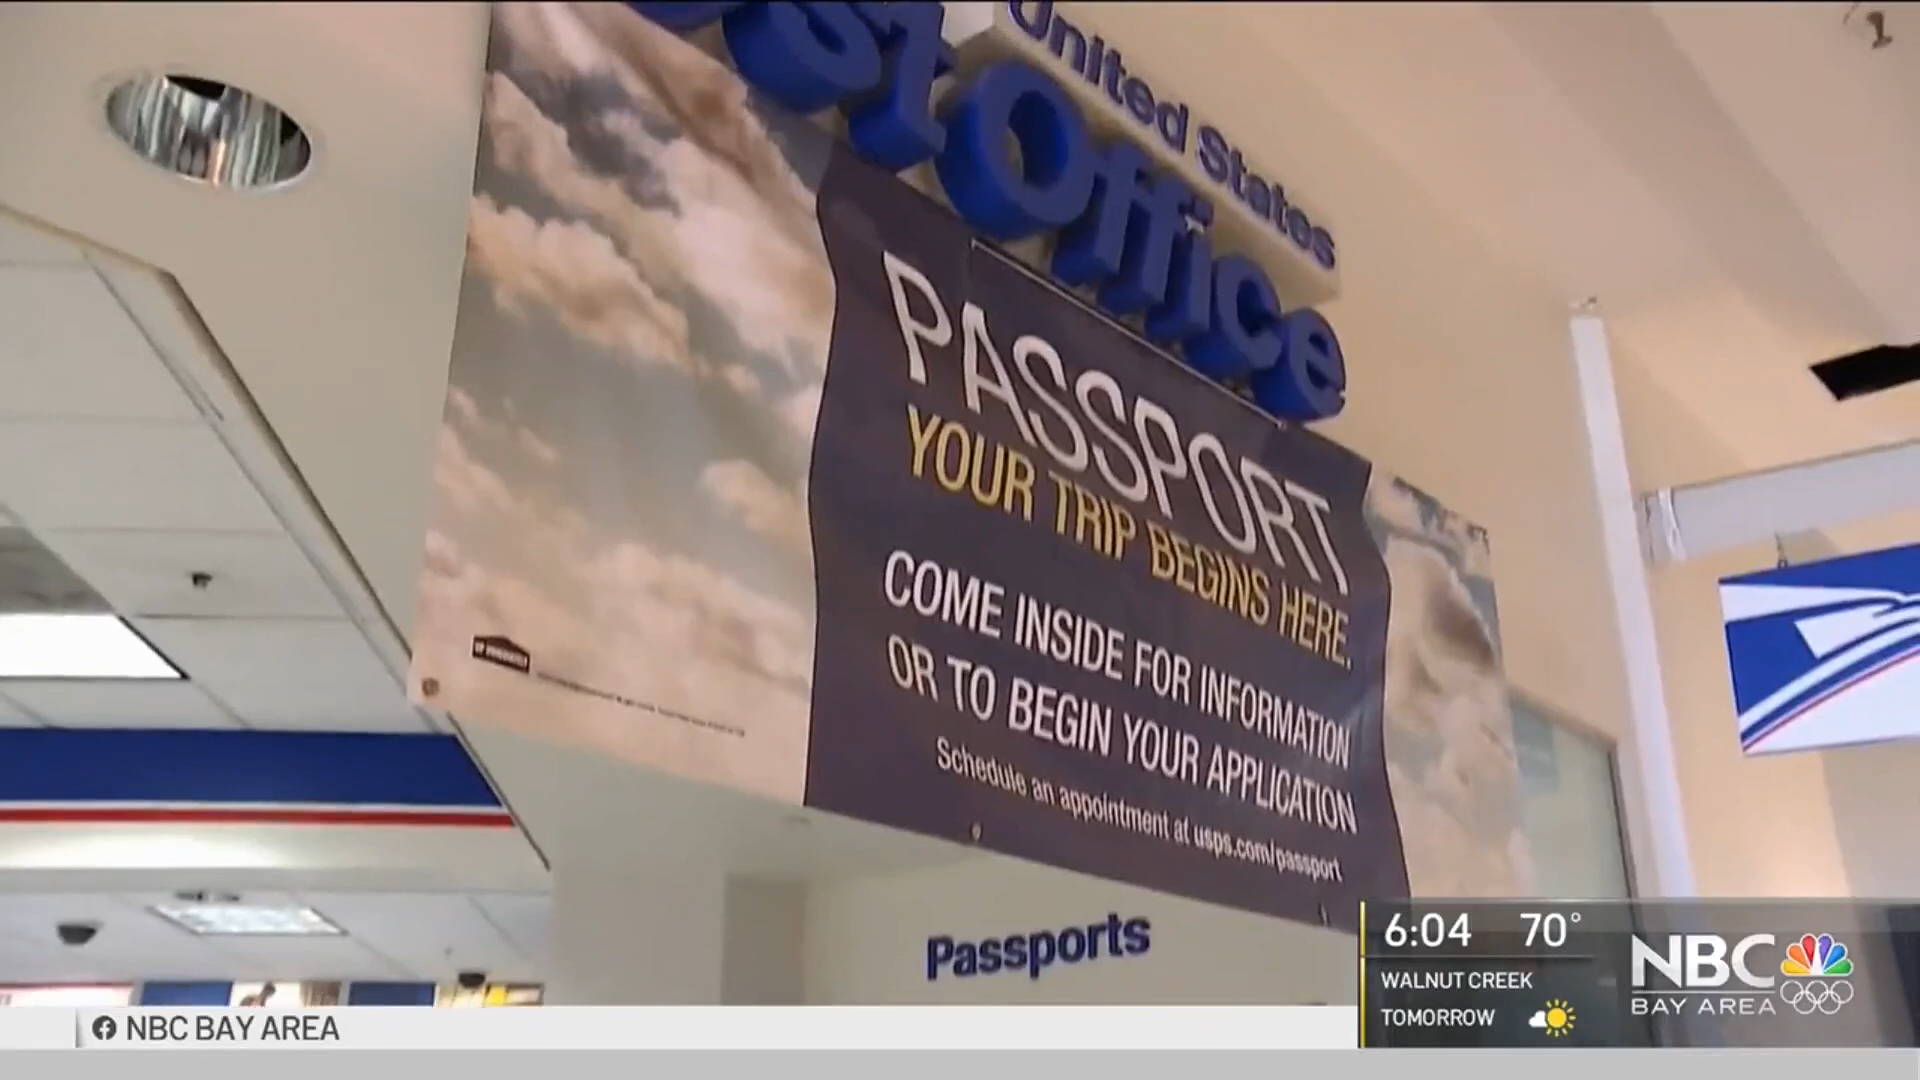 United States
Office
PASSPORT
YOUR TRIP BEGINS HERE.
COME INSIDE FOR INFORMATION
OR TO BEGIN YOUR APPLICATION
Schedule an appointment at usps.com/passport
Passports
6:04 70°
WALNUT CREEK
TOMORROW
NBC
BAY AREA
NBC BAY AREA